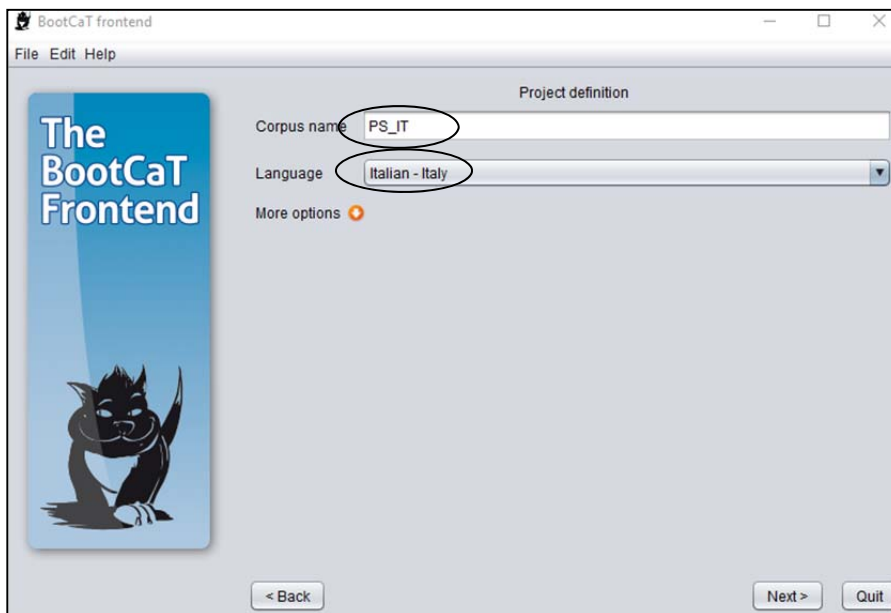 BootCaT frontend
File Edit Help
The
BootCaT
Frontend
Project definition
Corpus name PS_IT
Language Italian - Italy
More options
< Back Next > Quit